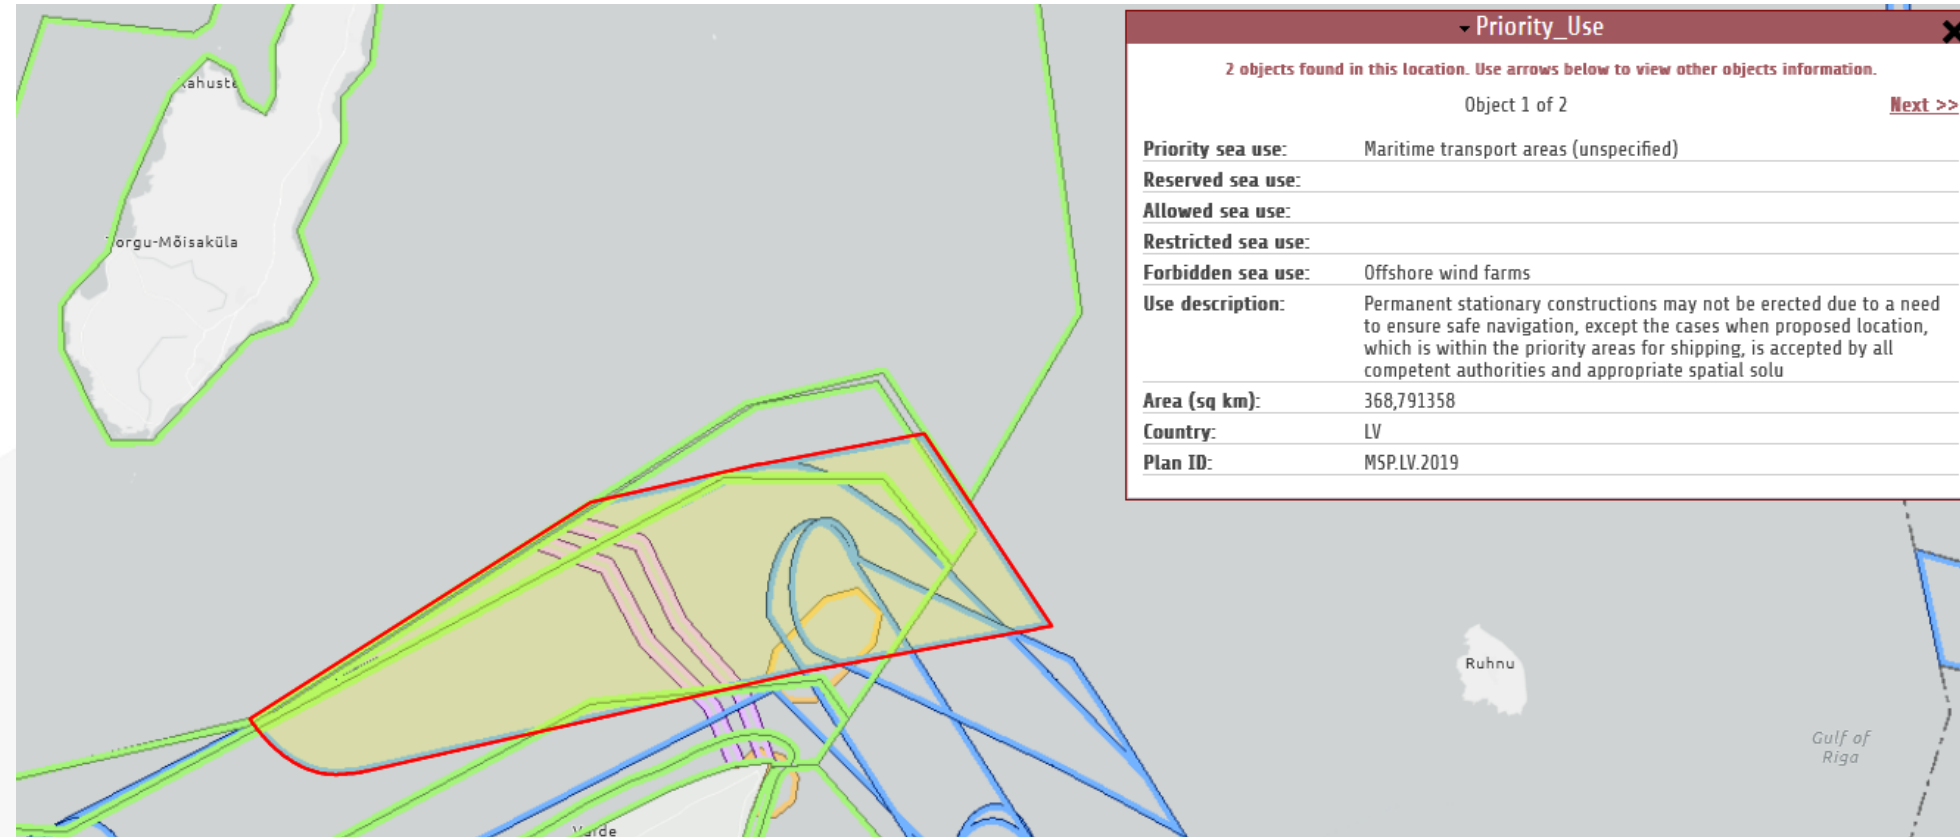 Priority_Use
2 objects found in this location. Use arrows below to view other objects information.
Object 1 of 2 Next >>
Priority sea use: Maritime transport areas (unspecified)
Reserved sea use:
Allowed sea use:
Restricted sea use:
Forbidden sea use: Offshore wind farms
Use description: Permanent stationary constructions may not be erected due to a need
to ensure safe navigation, except the cases when proposed location,
which is within the priority areas for shipping, is accepted by all
competent authorities and appropriate spatial solu
Area (sq km): 368,791358
Country: LV
Plan ID: MSP.LV.2019
orgu-Mõisaküla
Ruhnu
Gulf of
Riga